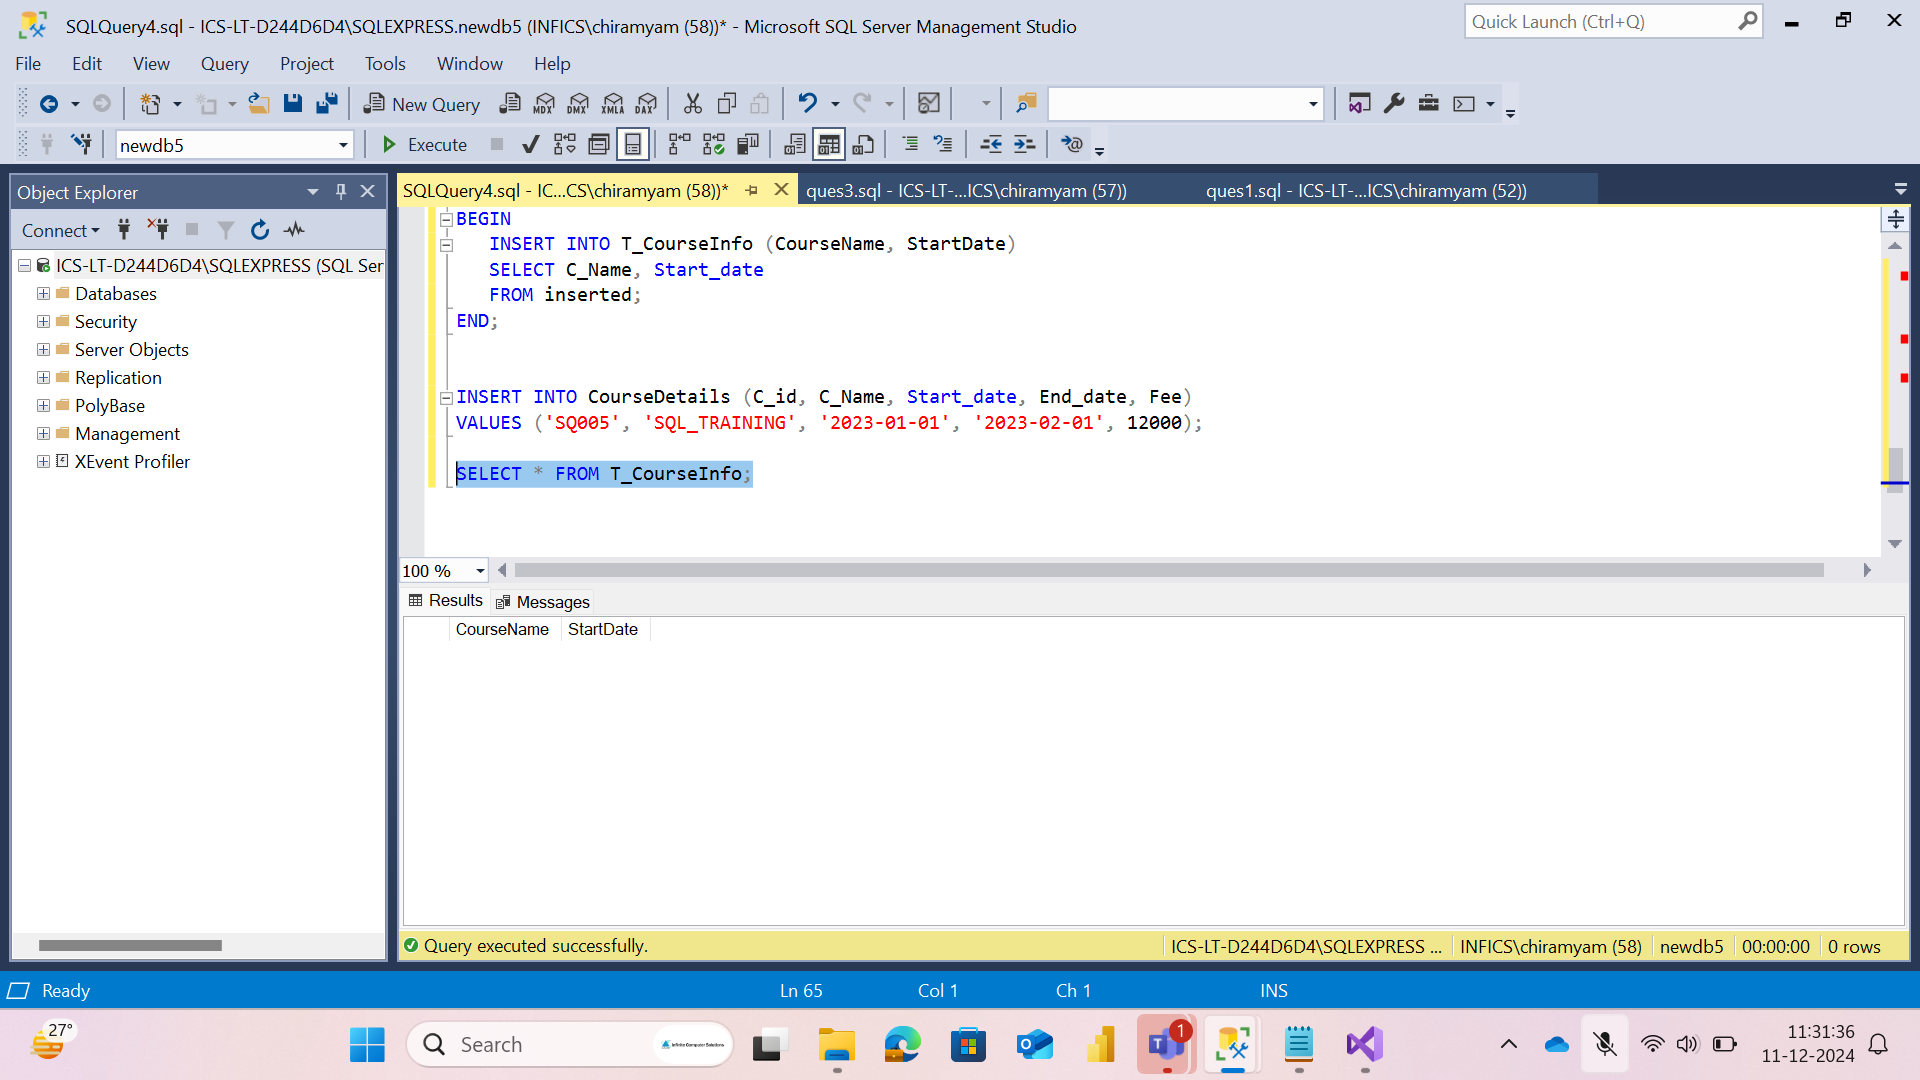 SQLQuery4.sql - ICS-LT-D244D6D4\SQLEXPRESS.newdb5 (INFICS\chiramyam (58))* - Microsoft SQL Server Management Studio
Quick Launch (Ctrl+Q)
File Edit View Query Project Tools Window Help
New Query MDX DMX XMLA DAX
newdb5 Execute
Object Explorer
Connect
ICS-LT-D244D6D4\SQLEXPRESS (SQL Ser
Databases
Security
Server Objects
Replication
PolyBase
Management
XEvent Profiler
SQLQuery4.sql - IC...CS\chiramyam (58))* ques3.sql - ICS-LT-...ICS\chiramyam (57)) ques1.sql - ICS-LT-...ICS\chiramyam (52))
BEGIN
INSERT INTO T_CourseInfo (CourseName, StartDate)
SELECT C_Name, Start_date
FROM inserted;
END;
INSERT INTO CourseDetails (C_id, C_Name, Start_date, End_date, Fee)
VALUES ('SQ005', 'SQL_TRAINING', '2023-01-01', '2023-02-01', 12000);
SELECT * FROM T_CourseInfo;
100 %
Results Messages
CourseName StartDate
Query executed successfully. ICS-LT-D244D6D4\SQLEXPRESS ... INFICS\chiramyam (58) newdb5 00:00:00 0 rows
Ready Ln 65 Col 1 Ch 1 INS
27°
Search
Infinite Computer Solutions
1
11:31:36
11-12-2024